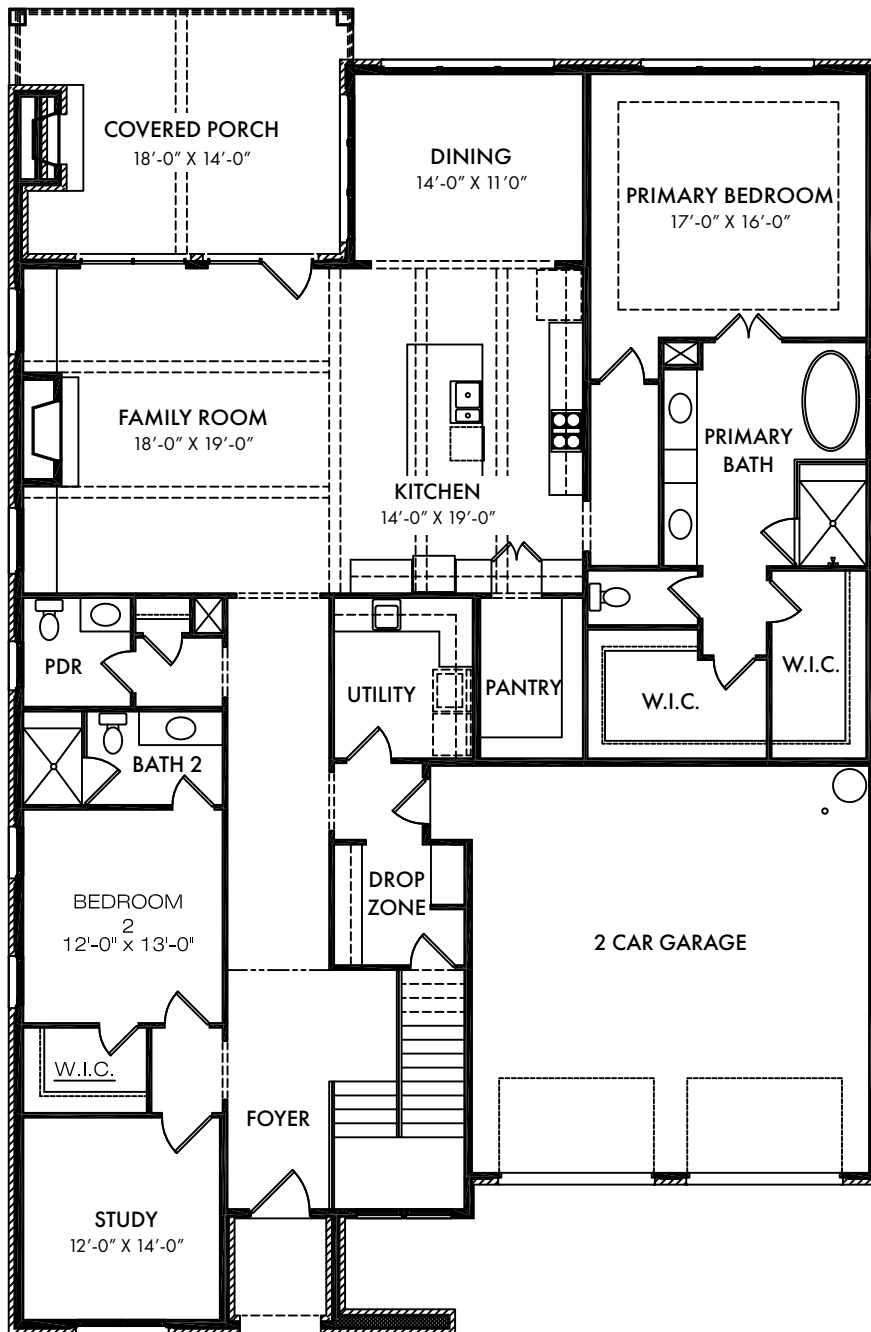 COVERED PORCH
18'-0" X 14'-0"
DINING
14'-0" X 11'0"
PRIMARY BEDROOM
17'-0" X 16'-0"
FAMILY ROOM
18'-0" X 19'-0"
KITCHEN
14'-0" X 19'-0"
PRIMARY
BATH
PDR
UTILITY
PANTRY
W.I.C.
W.I.C.
BATH 2
BEDROOM
2
12'-0" x 13'-0"
DROP
ZONE
2 CAR GARAGE
W.I.C.
FOYER
STUDY
12'-0" X 14'-0"